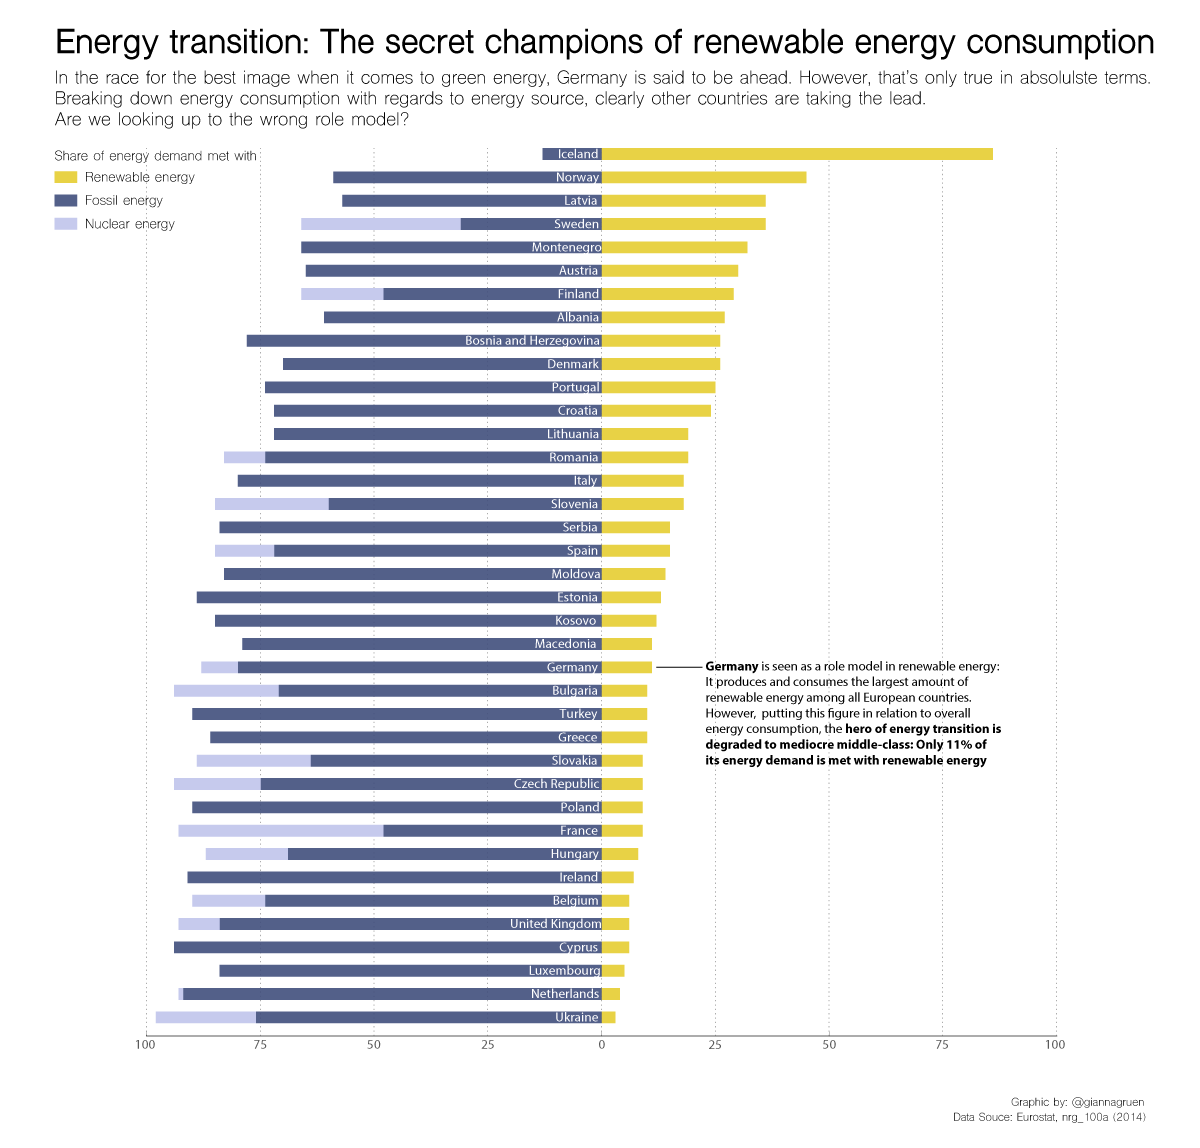 Energy transition: The secret champions of renewable energy consumption
In the race for the best image when it comes to green energy, Germany is said to be ahead. However, that's only true in absolulste terms.
Breaking down energy consumption with regards to energy source, clearly other countries are taking the lead.
Are we looking up to the wrong role model?
Share of energy demand met with
Renewable energy
Fossil energy
Nuclear energy
Iceland
Norway
Latvia
Sweden
Montenegro
Austria
Finland
Albania
Bosnia and Herzegovina
Denmark
Portugal
Croatia
Lithuania
Romania
Italy
Slovenia
Serbia
Spain
Moldova
Estonia
Kosovo
Macedonia
Germany
Bulgaria
Turkey
Greece
Slovakia
Czech Republic
Poland
France
Hungary
Ireland
Belgium
United Kingdom
Cyprus
Luxembourg
Netherlands
Ukraine
Germany is seen as a role model in renewable energy:
It produces and consumes the largest amount of
renewable energy among all European countries.
However, putting this figure in relation to overall
energy consumption, the hero of energy transition is
degraded to mediocre middle-class: Only 11% of
its energy demand is met with renewable energy
100 75 50 25 0 25 50 75 100
Graphic by: @giannagruen
Data Souce: Eurostat, nrg_100a (2014)